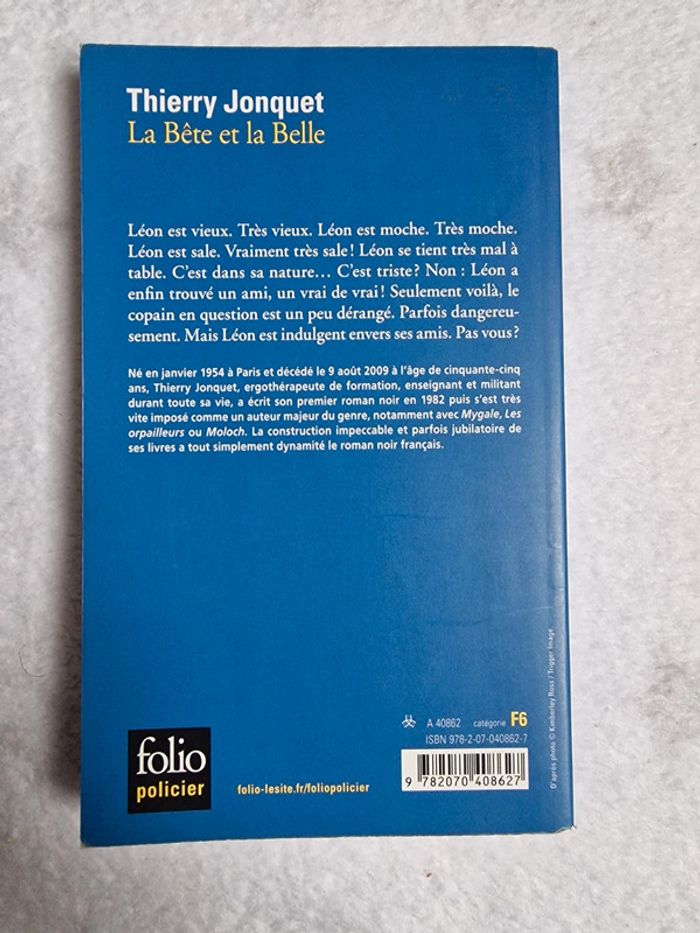 Thierry Jonquet
La Bête et la Belle
Léon est vieux. Très vieux. Léon est moche. Très moche.
Léon est sale. Vraiment très sale ! Léon se tient très mal à
table. C'est dans sa nature… C'est triste ? Non : Léon a
enfin trouvé un ami, un vrai de vrai ! Seulement voilà, le
copain en question est un peu dérangé. Parfois dangereu-
sement. Mais Léon est indulgent envers ses amis. Pas vous ?
Né en janvier 1954 à Paris et décédé le 9 août 2009 à l'âge de cinquante-cinq
ans, Thierry Jonquet, ergothérapeute de formation, enseignant et militant
durant toute sa vie, a écrit son premier roman noir en 1982 puis s'est très
vite imposé comme un auteur majeur du genre, notamment avec Mygale, Les
orpailleurs ou Moloch. La construction impeccable et parfois jubilatoire de
ses livres a tout simplement dynamité le roman noir français.
D'après photo © Kimberley Ross / Trigger Image
A 40862 catégorie F6
ISBN 978-2-07-040862-7
9 782070 408627
folio
policier
folio-lesite.fr/foliopolicier